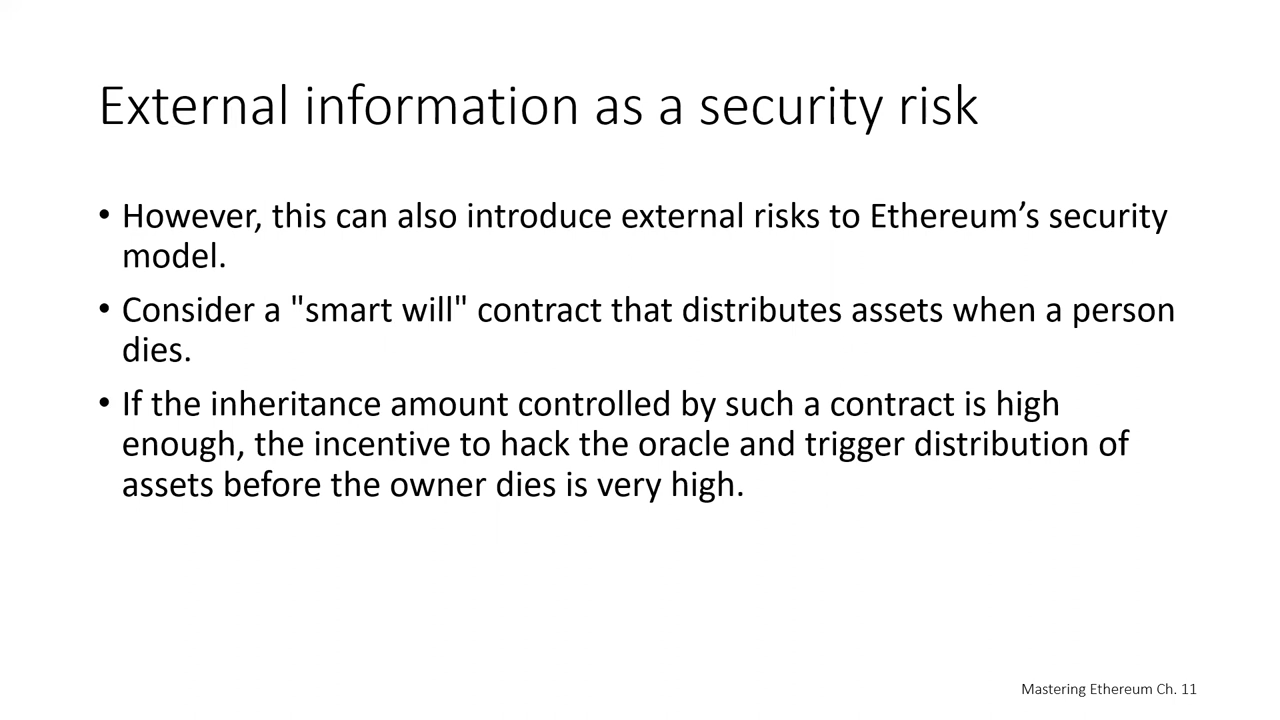 External information as a security risk
• However, this can also introduce external risks to Ethereum’s security
model.
• Consider a "smart will" contract that distributes assets when a person
dies.
• If the inheritance amount controlled by such a contract is high
enough, the incentive to hack the oracle and trigger distribution of
assets before the owner dies is very high.
Mastering Ethereum Ch. 11